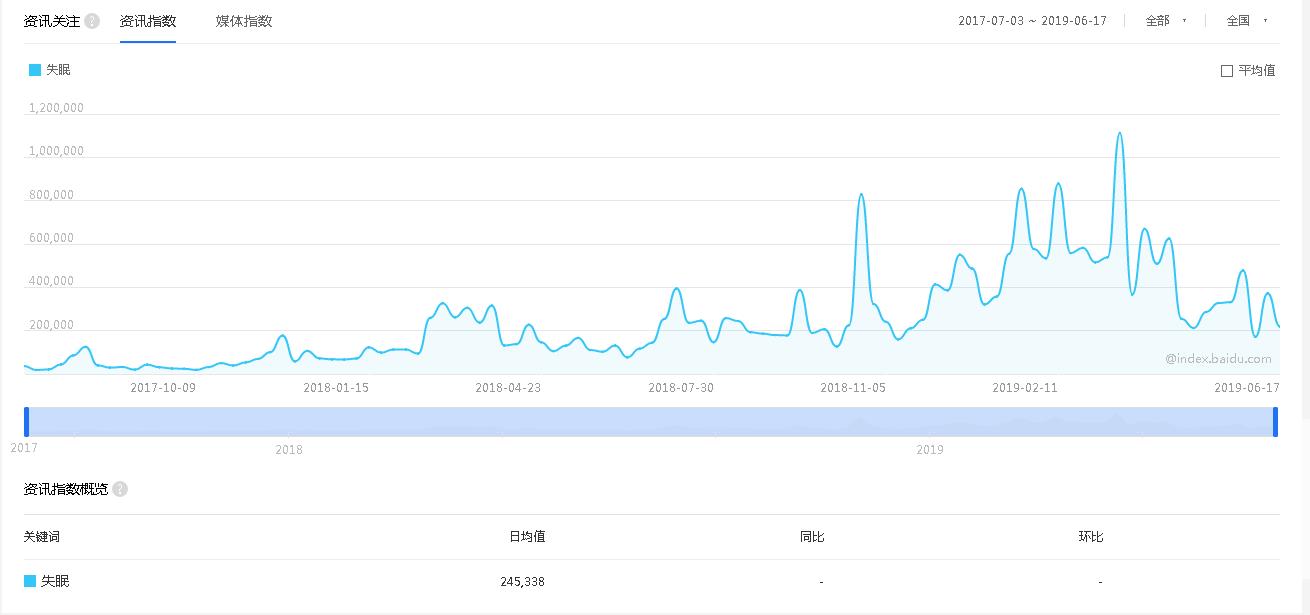 资讯关注 ? 资讯指数 媒体指数 2017-07-03 ~ 2019-06-17 全部 全国
失眠 平均值
1,200,000
1,000,000
800,000
600,000
400,000
200,000
@index.baidu.com
2017-10-09 2018-01-15 2018-04-23 2018-07-30 2018-11-05 2019-02-11 2019-06-17
2017 2018 2019
资讯指数概览 ?
关键词 日均值 同比 环比
失眠 245,338 - -